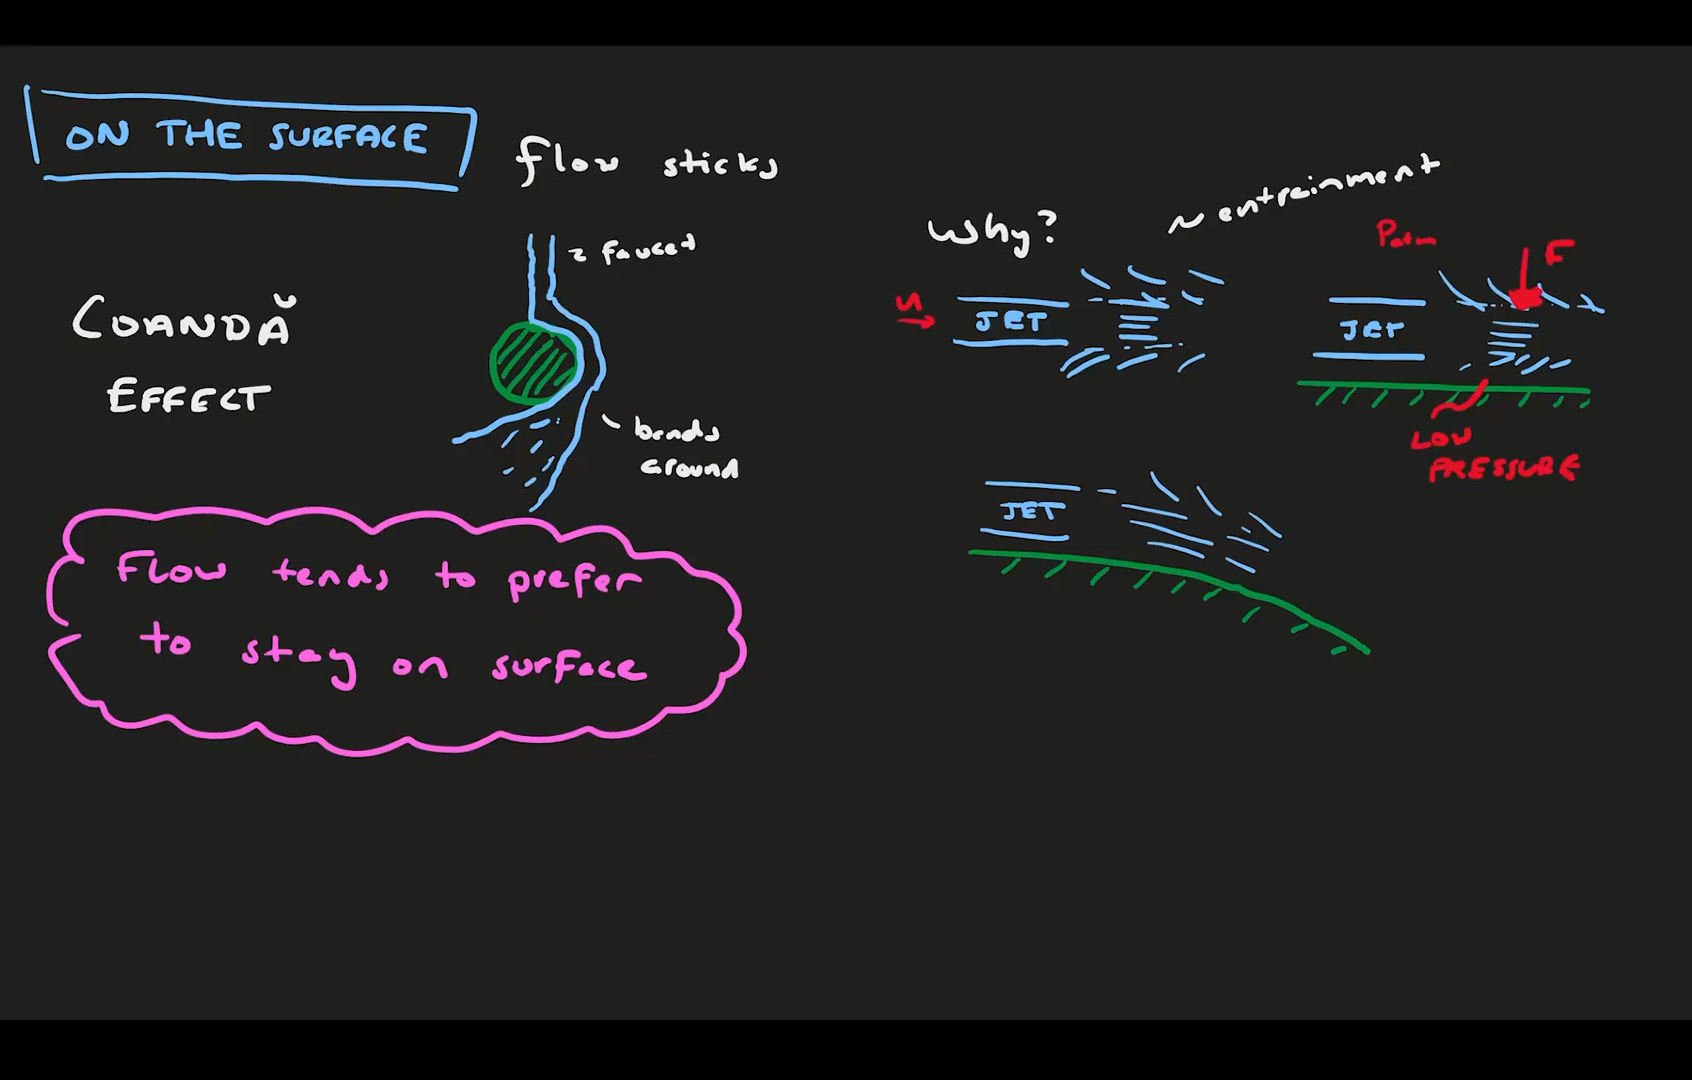 ON THE SURFACE
flow sticks
faucet
COANDĂ
EFFECT
bends
around
FLOW tends to prefer
to stay on surface
Why?
~ entrainment
u
JET
Patm
F
JET
LOW
PRESSURE
JET